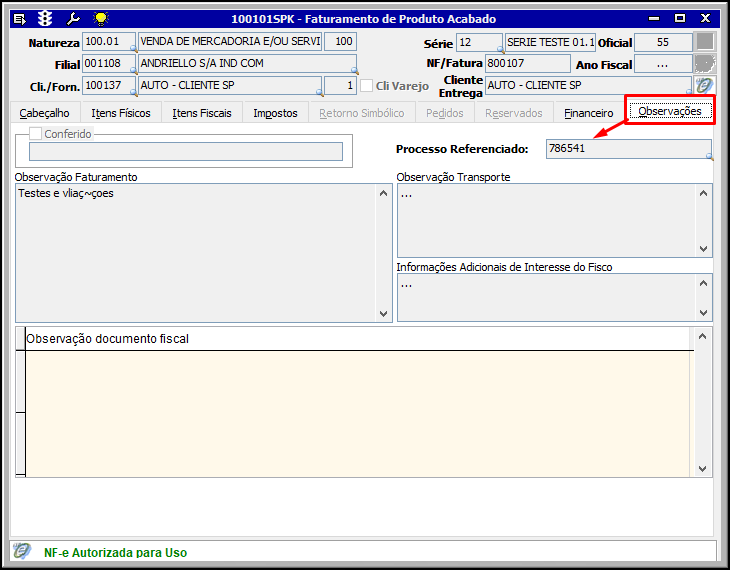 100101SPK - Faturamento de Produto Acabado
Natureza 100.01 VENDA DE MERCADORIA E/OU SERVI 100 Série 12 SERIE TESTE 01.1 Oficial 55
Filial 001108 ANDRIELLO S/A IND COM NF/Fatura 800107 Ano Fiscal ...
Cli./Forn. 100137 AUTO - CLIENTE SP 1 Cli Varejo Cliente Entrega AUTO - CLIENTE SP
Cabeçalho Itens Físicos Itens Fiscais Impostos Retorno Simbólico Pedidos Reservados Financeiro Observações
Conferido
Processo Referenciado: 786541
Observação Faturamento
Testes e vliaç~çoes
Observação Transporte
...
Informações Adicionais de Interesse do Fisco
...
Observação documento fiscal
NF-e Autorizada para Uso